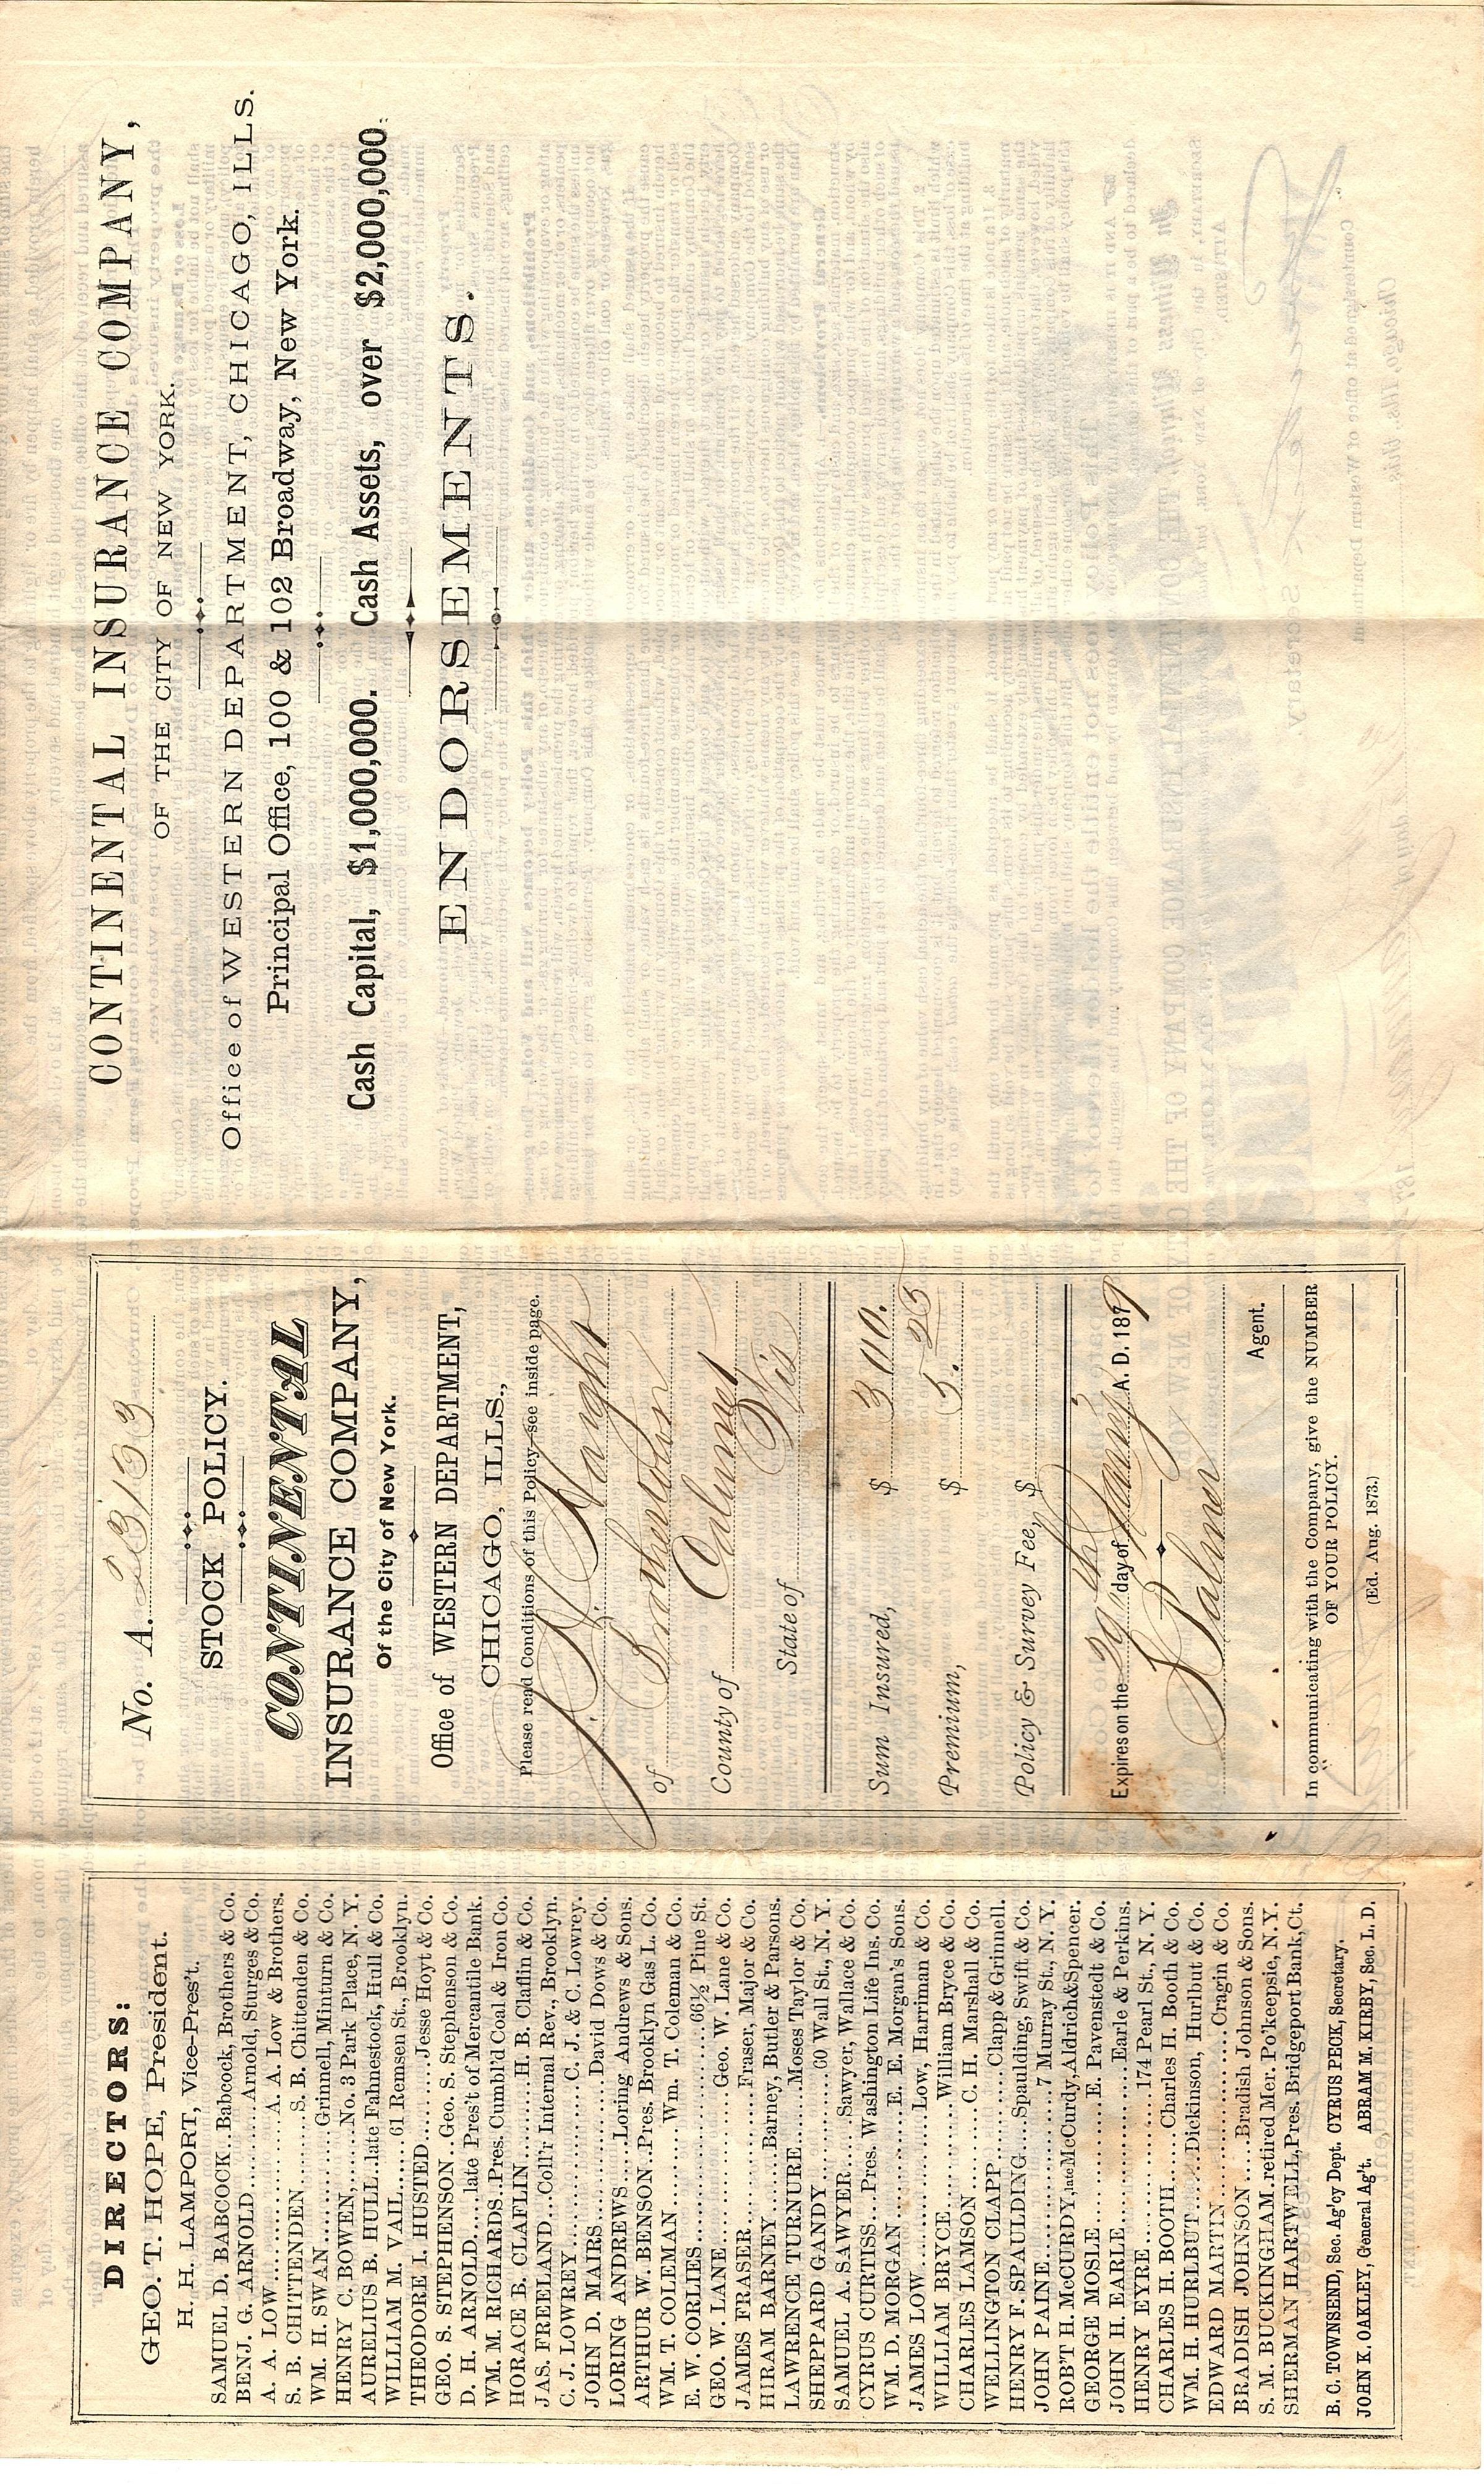 DIRECTORS:
GEO. T. HOPE, President.
H. H. LAMPORT, Vice-Pres't.
SAMUEL D. BABCOCK..Babcock, Brothers & Co.
BENJ. G. ARNOLD........Arnold, Sturges & Co.
A. A. LOW............A. A. Low & Brothers.
S. B. CHITTENDEN.......S. B. Chittenden & Co.
WM. H. SWAN..........Grinnell, Minturn & Co.
HENRY C. BOWEN,......No. 3 Park Place, N. Y.
AURELIUS B. HULL..late Fahnestock, Hull & Co.
WILLIAM M. VAIL......61 Remsen St., Brooklyn.
THEODORE I. HUSTED.........Jesse Hoyt & Co.
GEO. S. STEPHENSON..Geo. S. Stephenson & Co.
D. H. ARNOLD.....late Pres't of Mercantile Bank.
WM. M. RICHARDS..Pres. Cumbl'd Coal & Iron Co.
HORACE B. CLAFLIN.........H. B. Claflin & Co.
JAS. FREELAND...Coll'r Internal Rev., Brooklyn.
C. J. LOWREY............C. J. & C. Lowrey.
JOHN D. MAIRS...........David Dows & Co.
LORING ANDREWS.....Loring Andrews & Sons.
ARTHUR W. BENSON..Pres. Brooklyn Gas L. Co.
WM. T. COLEMAN.......Wm. T. Coleman & Co.
E. W. CORLIES...............66½ Pine St.
GEO. W. LANE............Geo. W. Lane & Co.
JAMES FRASER............Fraser, Major & Co.
HIRAM BARNEY......Barney, Butler & Parsons.
LAWRENCE TURNURE.....Moses Taylor & Co.
SHEPPARD GANDY.........60 Wall St., N. Y.
SAMUEL A. SAWYER.....Sawyer, Wallace & Co.
CYRUS CURTISS...Pres. Washington Life Ins. Co.
WM. D. MORGAN...........E. E. Morgan's Sons.
JAMES LOW............Low, Harriman & Co.
WILLIAM BRYCE.........William Bryce & Co.
CHARLES LAMSON.........C. H. Marshall & Co.
WELLINGTON CLAPP..........Clapp & Grinnell.
HENRY F. SPAULDING....Spaulding, Swift & Co.
JOHN PAINE............7 Murray St., N. Y.
ROB'T H. McCURDY, late McCurdy, Aldrich & Spencer.
GEORGE MOSLE...........E. Pavenstedt & Co.
JOHN H. EARLE...........Earle & Perkins.
HENRY EYRE............174 Pearl St., N. Y.
CHARLES H. BOOTH.....Charles H. Booth & Co.
WM. H. HURLBUT.....Dickinson, Hurlbut & Co.
EDWARD MARTIN...........Cragin & Co.
BRADISH JOHNSON....Bradish Johnson & Sons.
S. M. BUCKINGHAM..retired Mer. Po'keepsie, N.Y.
SHERMAN HARTWELL, Pres. Bridgeport Bank, Ct.
B. C. TOWNSEND, Sec. Ag'cy Dept. CYRUS PECK, Secretary.
JOHN K. OAKLEY, General Ag't. ABRAM M. KIRBY, Sec. L. D.
No. A. 23133
STOCK POLICY.
CONTINENTAL
INSURANCE COMPANY,
Of the City of New York.
Office of WESTERN DEPARTMENT,
CHICAGO, ILLS.,
Please read Conditions of this Policy—see inside page.
J. N. Haight
of Brothertown
County of Calumet
State of Wis
Sum Insured, $ 310.
Premium, $ 5.25
Policy & Survey Fee, $
Expires on the 29th day of Jan'y A. D. 1879
S P Palmer
Agent.
In communicating with the Company, give the NUMBER
OF YOUR POLICY.
(Ed. Aug. 1873.)
CONTINENTAL INSURANCE COMPANY,
OF THE CITY OF NEW YORK.
Office of WESTERN DEPARTMENT, CHICAGO, ILLS.
Principal Office, 100 & 102 Broadway, New York.
Cash Capital, $1,000,000. Cash Assets, over $2,000,000.
ENDORSEMENTS.